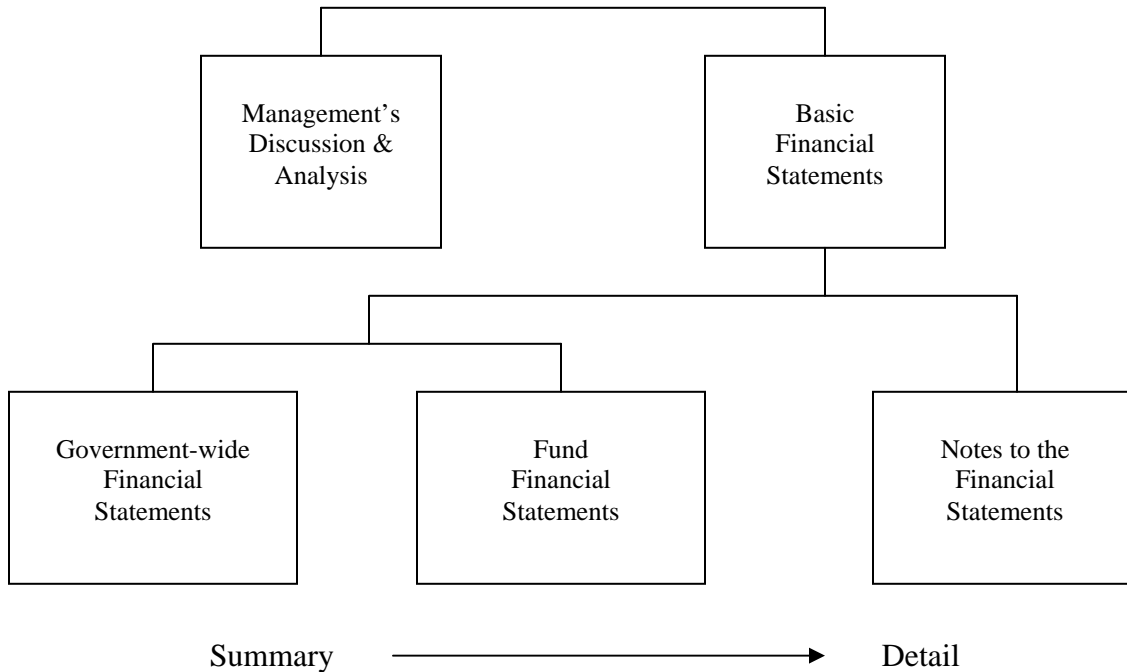 Management’s
Discussion &
Analysis
Basic
Financial
Statements
Government-wide
Financial
Statements
Fund
Financial
Statements
Notes to the
Financial
Statements
Summary
Detail